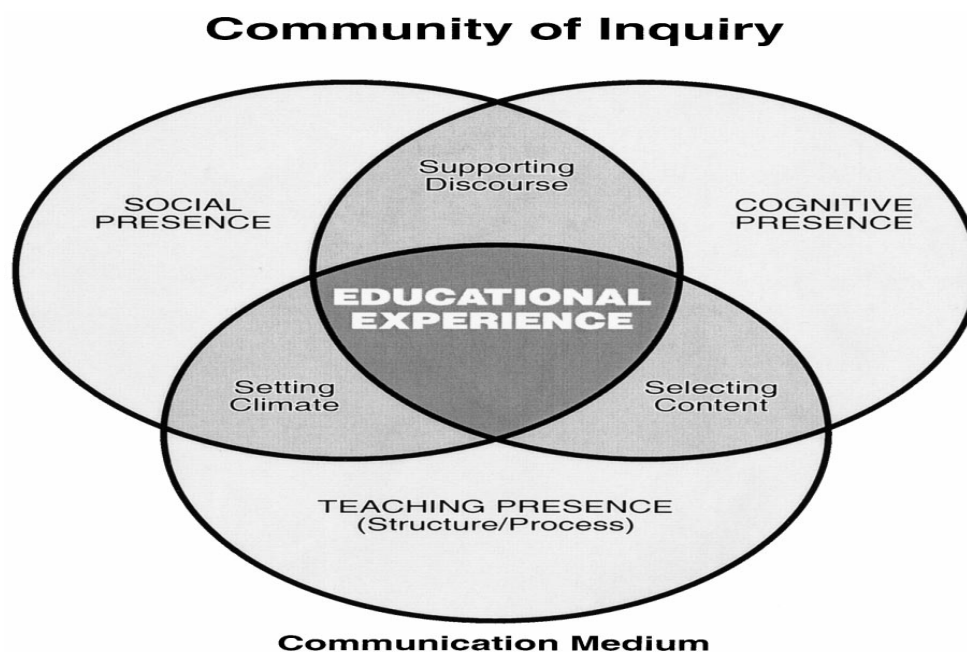 Community of Inquiry
Supporting
Discourse
SOCIAL
PRESENCE
COGNITIVE
PRESENCE
EDUCATIONAL
EXPERIENCE
Setting
Climate
Selecting
Content
TEACHING PRESENCE
(Structure/Process)
Communication Medium